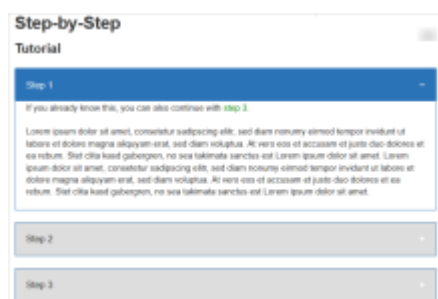 Step-by-Step
Tutorial
Step 1
If you already know this, you can also continue with step 3.
Lorem ipsum dolor sit amet, consetetur sadipscing elitr, sed diam nonumy eirmod tempor invidunt ut
labore et dolore magna aliquyam erat, sed diam voluptua. At vero eos et accusam et justo duo dolores et
ea rebum. Stet clita kasd gubergren, no sea takimata sanctus est Lorem ipsum dolor sit amet. Lorem
ipsum dolor sit amet, consetetur sadipscing elitr, sed diam nonumy eirmod tempor invidunt ut labore et
dolore magna aliquyam erat, sed diam voluptua. At vero eos et accusam et justo duo dolores et ea
rebum. Stet clita kasd gubergren, no sea takimata sanctus est Lorem ipsum dolor sit amet.
Step 2
Step 3